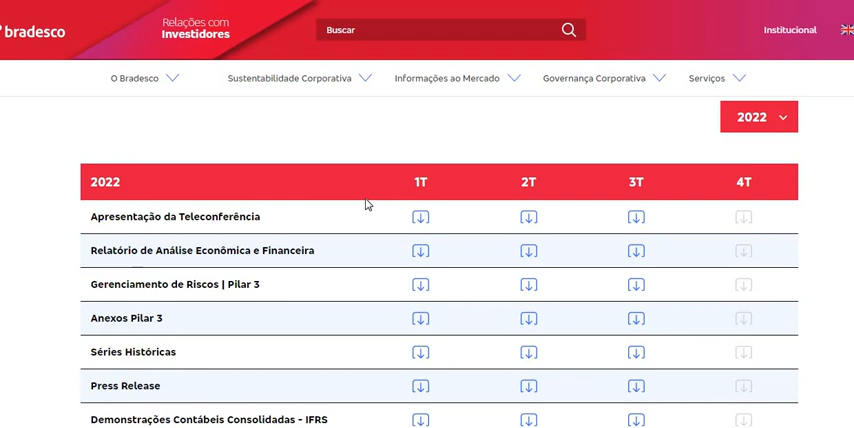 bradesco
Relações com
Investidores
Buscar
Institucional
O Bradesco
Sustentabilidade Corporativa
Informações ao Mercado
Governança Corporativa
Serviços
2022
2022 1T 2T 3T 4T
Apresentação da Teleconferência
Relatório de Análise Econômica e Financeira
Gerenciamento de Riscos | Pilar 3
Anexos Pilar 3
Séries Históricas
Press Release
Demonstrações Contábeis Consolidadas - IFRS